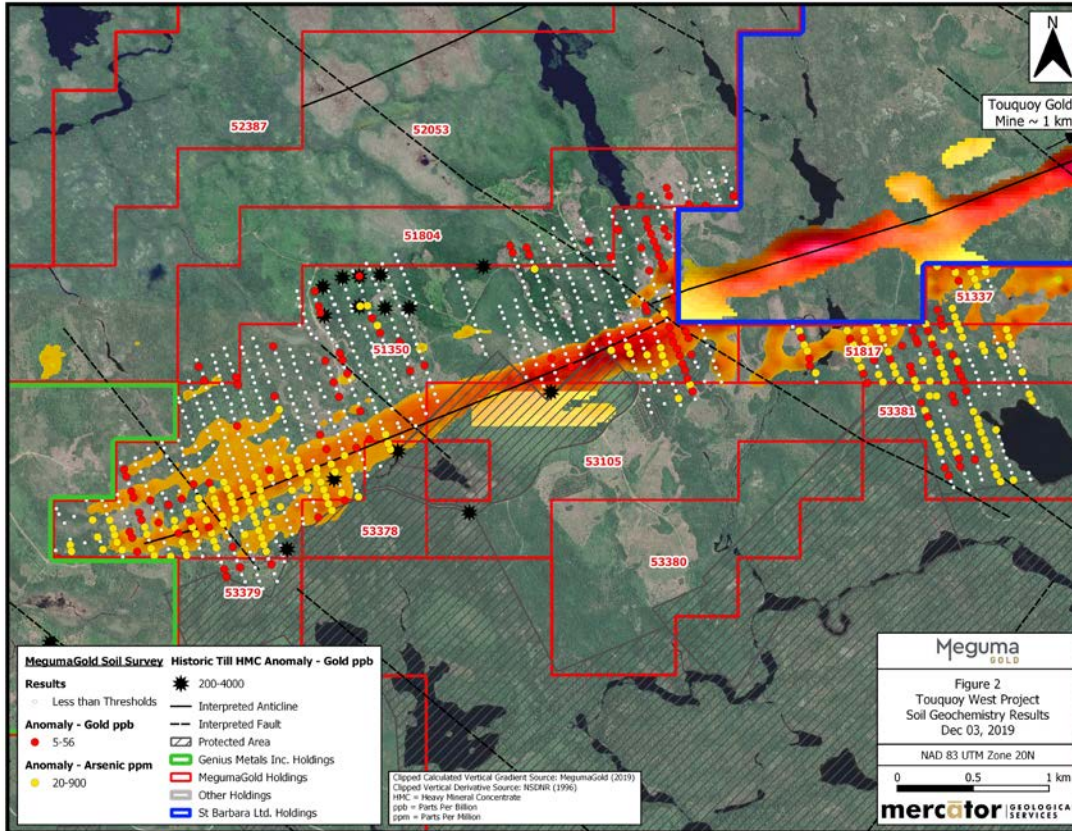 N
Touquoy Gold
Mine ~ 1 km
52387
52053
51804
51337
51350
51817
53381
53105
53378
53380
53379
MegumaGold Soil Survey
Results
Less than Thresholds
Anomaly - Gold ppb
5-56
Anomaly - Arsenic ppm
20-900
Historic Till HMC Anomaly - Gold ppb
200-4000
Interpreted Anticline
Interpreted Fault
Protected Area
Genius Metals Inc. Holdings
MegumaGold Holdings
Other Holdings
St Barbara Ltd. Holdings
Clipped Calculated Vertical Gradient Source: MegumaGold (2019)
Clipped Vertical Derivative Source: NSDNR (1996)
HMC = Heavy Mineral Concentrate
ppb = Parts Per Billion
ppm = Parts Per Million
Meguma
GOLD
Figure 2
Touquoy West Project
Soil Geochemistry Results
Dec 03, 2019
NAD 83 UTM Zone 20N
0 0.5 1 km
mercātor GEOLOGICAL
SERVICES